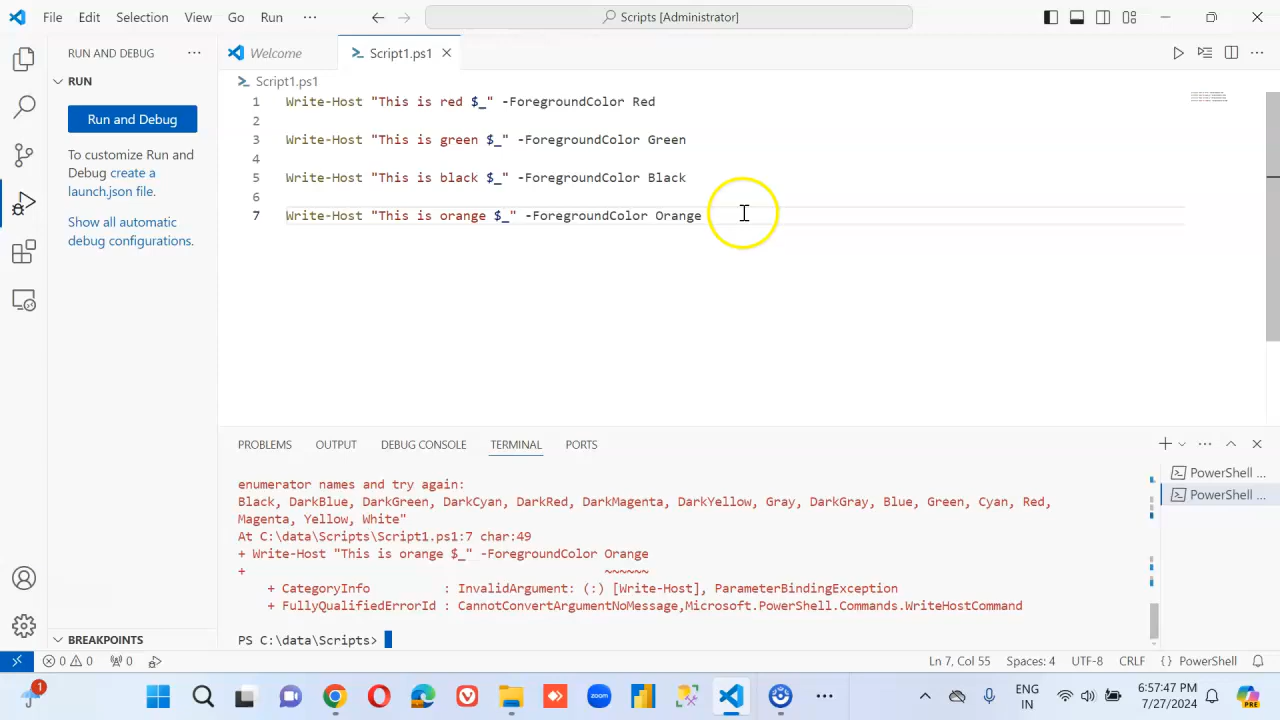 File Edit Selection View Go Run ··· Scripts [Administrator]
RUN AND DEBUG ···
RUN
Run and Debug
To customize Run and
Debug create a
launch.json file.
Show all automatic
debug configurations.
BREAKPOINTS
Welcome Script1.ps1
Script1.ps1
1 Write-Host "This is red $_" -ForegroundColor Red
2
3 Write-Host "This is green $_" -ForegroundColor Green
4
5 Write-Host "This is black $_" -ForegroundColor Black
6
7 Write-Host "This is orange $_" -ForegroundColor Orange
PROBLEMS OUTPUT DEBUG CONSOLE TERMINAL PORTS
PowerShell ...
PowerShell ...
enumerator names and try again:
Black, DarkBlue, DarkGreen, DarkCyan, DarkRed, DarkMagenta, DarkYellow, Gray, DarkGray, Blue, Green, Cyan, Red,
Magenta, Yellow, White"
At C:\data\Scripts\Script1.ps1:7 char:49
+ Write-Host "This is orange $_" -ForegroundColor Orange
+ ~~~~~~
+ CategoryInfo : InvalidArgument: (:) [Write-Host], ParameterBindingException
+ FullyQualifiedErrorId : CannotConvertArgumentNoMessage,Microsoft.PowerShell.Commands.WriteHostCommand
PS C:\data\Scripts>
0 0 0 Ln 7, Col 55 Spaces: 4 UTF-8 CRLF { } PowerShell
1 zoom ENG 6:57:47 PM PRE
IN 7/27/2024